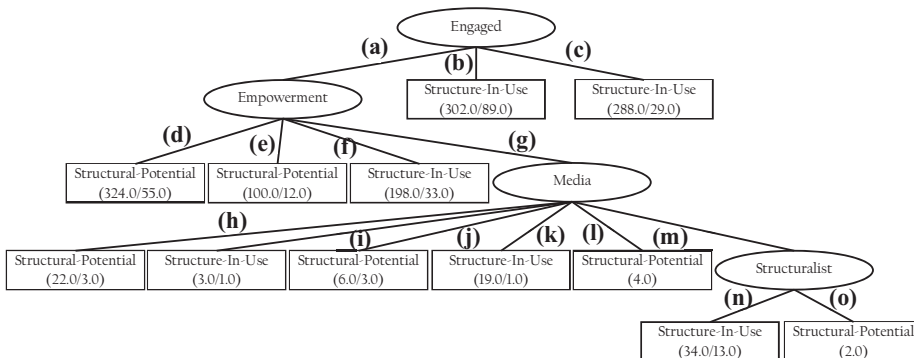 Engaged
(a)
(b)
(c)
Empowerment
Structure-In-Use
(302.0/89.0)
Structure-In-Use
(288.0/29.0)
(d)
(e)
(f)
(g)
Structural-Potential
(324.0/55.0)
Structural-Potential
(100.0/12.0)
Structure-In-Use
(198.0/33.0)
Media
(h)
(i)
(j)
(k)
(l)
(m)
Structural-Potential
(22.0/3.0)
Structure-In-Use
(3.0/1.0)
Structural-Potential
(6.0/3.0)
Structure-In-Use
(19.0/1.0)
Structural-Potential
(4.0)
Structuralist
(n)
(o)
Structure-In-Use
(34.0/13.0)
Structural-Potential
(2.0)